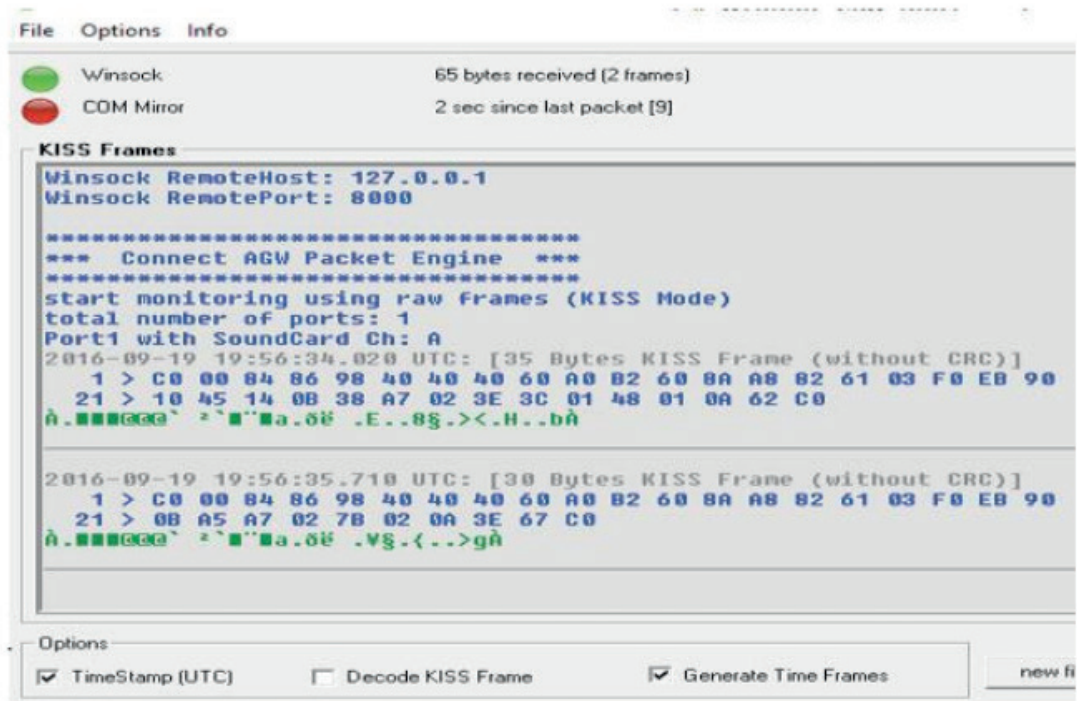 File Options Info
Winsock 65 bytes received (2 frames)
COM Mirror 2 sec since last packet [9]
KISS Frames
Winsock RemoteHost: 127.0.0.1
Winsock RemotePort: 8000
***********************************
*** Connect AGW Packet Engine ***
***********************************
start monitoring using raw frames (KISS Mode)
total number of ports: 1
Port1 with SoundCard Ch: A
2016-09-19 19:56:34.020 UTC: [35 Bytes KISS Frame (without CRC)]
1 > C0 00 84 86 98 40 40 40 60 A0 B2 60 8A A8 82 61 03 F0 EB 90
21 > 10 45 14 0B 38 A7 02 3E 3C 01 48 01 0A 62 C0
À.■■■@@@` ²`■¨■a.ðë .E..8§.><.H..bÀ
2016-09-19 19:56:35.710 UTC: [30 Bytes KISS Frame (without CRC)]
1 > C0 00 84 86 98 40 40 40 60 A0 B2 60 8A A8 82 61 03 F0 EB 90
21 > 0B A5 A7 02 7B 02 0A 3E 67 C0
À.■■■@@@` ²`■¨■a.ðë .¥§.{..>gÀ
Options
TimeStamp (UTC) Decode KISS Frame Generate Time Frames new